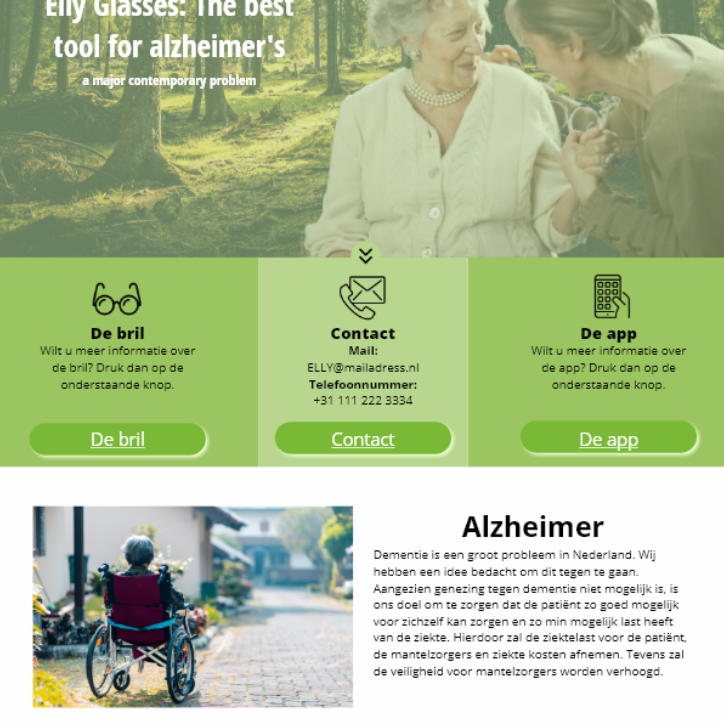 Elly Glasses: The best
tool for alzheimer's
a major contemporary problem
De bril
Wilt u meer informatie over
de bril? Druk dan op de
onderstaande knop.
De bril
Contact
Mail:
ELLY@mailadress.nl
Telefoonnummer:
+31 111 222 3334
Contact
De app
Wilt u meer informatie over
de app? Druk dan op de
onderstaande knop.
De app
Alzheimer
Dementie is een groot probleem in Nederland. Wij
hebben een idee bedacht om dit tegen te gaan.
Aangezien genezing tegen dementie niet mogelijk is, is
ons doel om te zorgen dat de patiënt zo goed mogelijk
voor zichzelf kan zorgen en zo min mogelijk last heeft
van de ziekte. Hierdoor zal de ziektelast voor de patiënt,
de mantelzorgers en ziekte kosten afnemen. Tevens zal
de veiligheid voor mantelzorgers worden verhoogd.